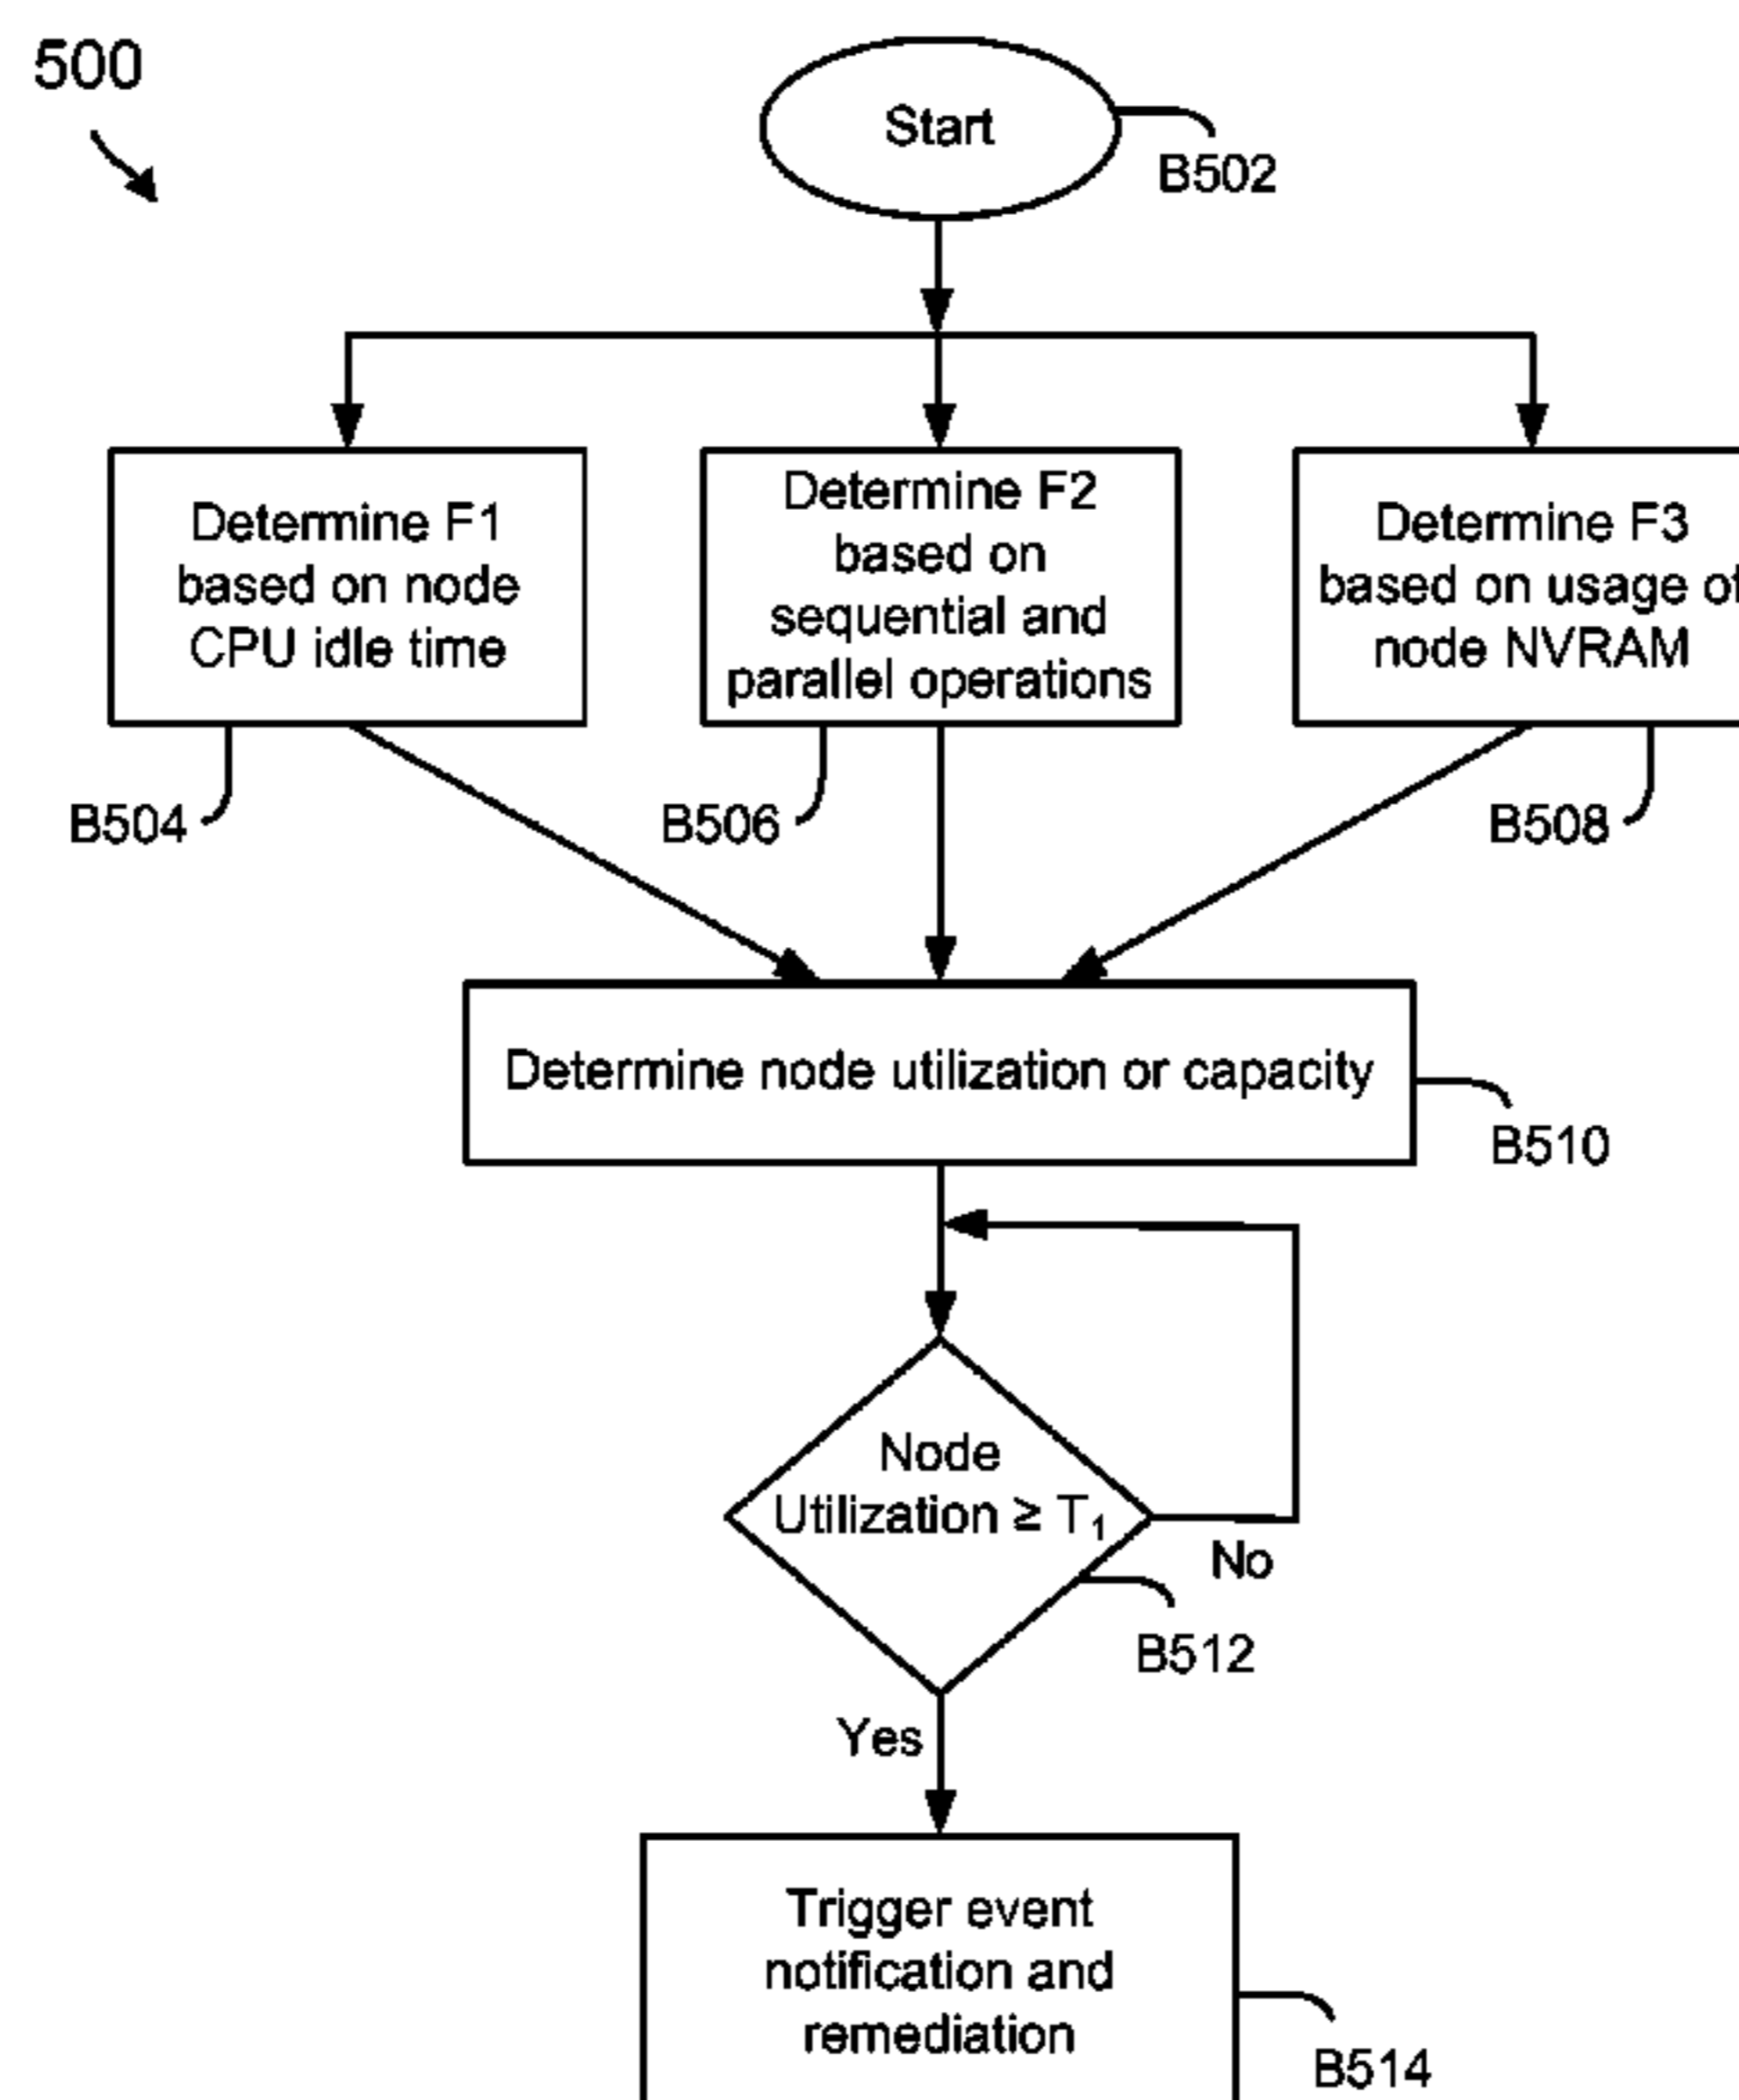 500
Start
B502
Determine F1
based on node
CPU idle time
Determine F2
based on
sequential and
parallel operations
Determine F3
based on usage of
node NVRAM
B504
B506
B508
Determine node utilization or capacity
B510
Node
Utilization ≥ T₁
No
B512
Yes
Trigger event
notification and
remediation
B514